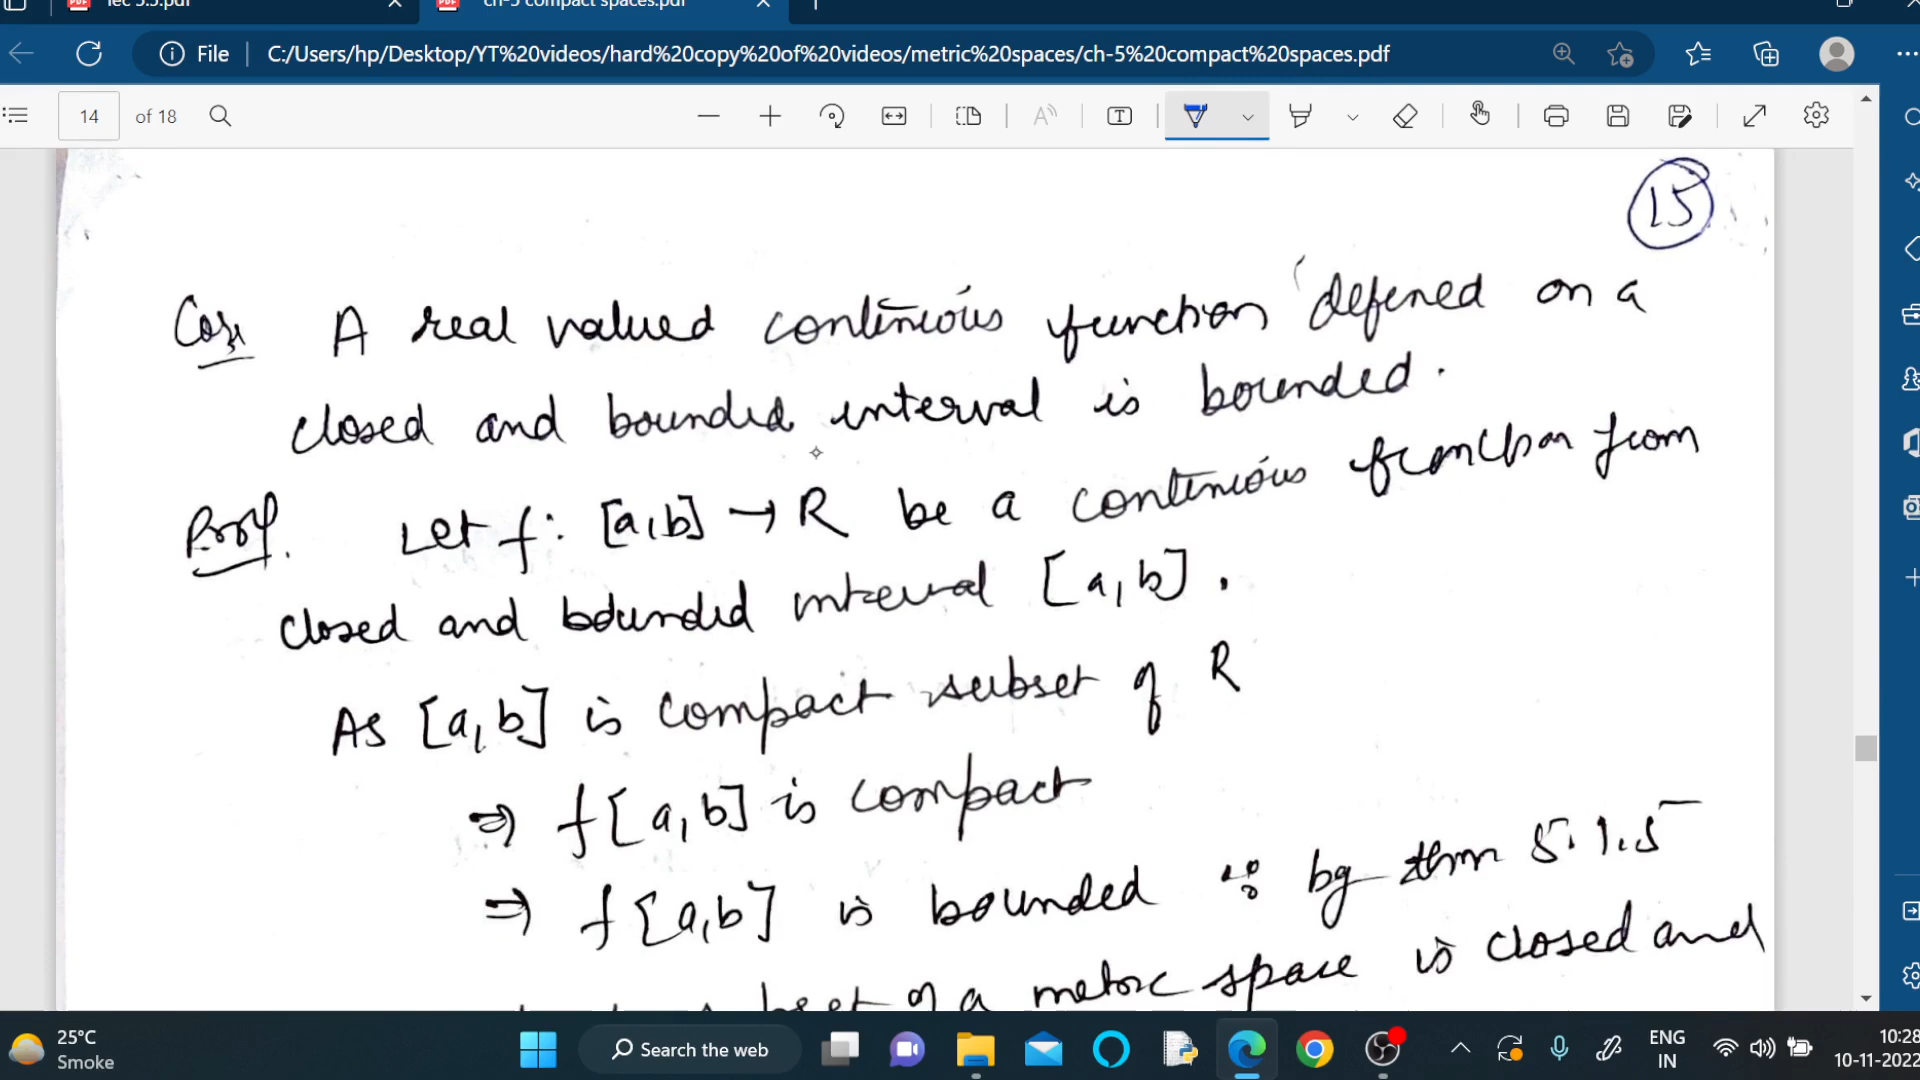 lec 5.5.pdf
ch-5 compact spaces.pdf
File
C:/Users/hp/Desktop/YT%20videos/hard%20copy%20of%20videos/metric%20spaces/ch-5%20compact%20spaces.pdf
14 of 18
15
Cor A real valued continuous function defined on a
closed and bounded interval is bounded.
Proof. Let f: [a,b] → R be a continuous function from
closed and bounded interval [a,b].
As [a,b] is compact subset of R
⇒ f[a,b] is compact
⇒ f[a,b] is bounded ∵ by thm 5.1.5
of a metric space is closed and
25°C
Smoke
Search the web
ENG
IN
10:28
10-11-2022